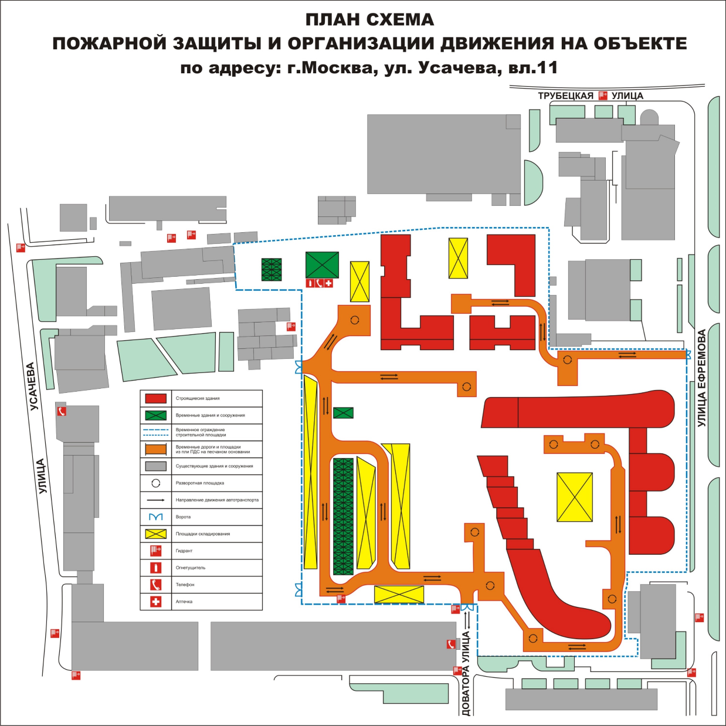 ПЛАН СХЕМА
ПОЖАРНОЙ ЗАЩИТЫ И ОРГАНИЗАЦИИ ДВИЖЕНИЯ НА ОБЪЕКТЕ
по адресу: г.Москва, ул. Усачева, вл.11
ТРУБЕЦКАЯ УЛИЦА
УЛИЦА ЕФРЕМОВА
УСАЧЕВА
УЛИЦА
Строящиеся здания
Временные здания и сооружения
Временное ограждение
строительной площадки
Временные дороги и площадки
из плит ПДС на песчаном основании
Существующие здания и сооружения
Разворотная площадка
Направление движения автотранспорта
Ворота
Площадки складирования
Гидрант
Огнетушитель
Телефон
Аптечка
ДОВАТОРА УЛИЦА